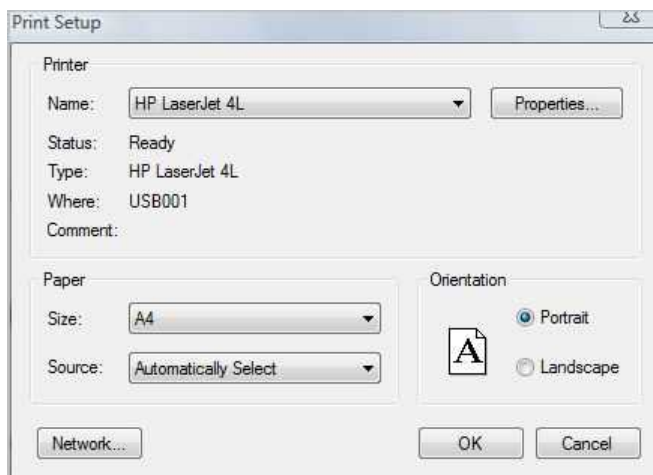 Print Setup
Printer
Name: HP LaserJet 4L Properties...
Status: Ready
Type: HP LaserJet 4L
Where: USB001
Comment:
Paper
Size: A4
Source: Automatically Select
Orientation
A
Portrait
Landscape
Network... OK Cancel